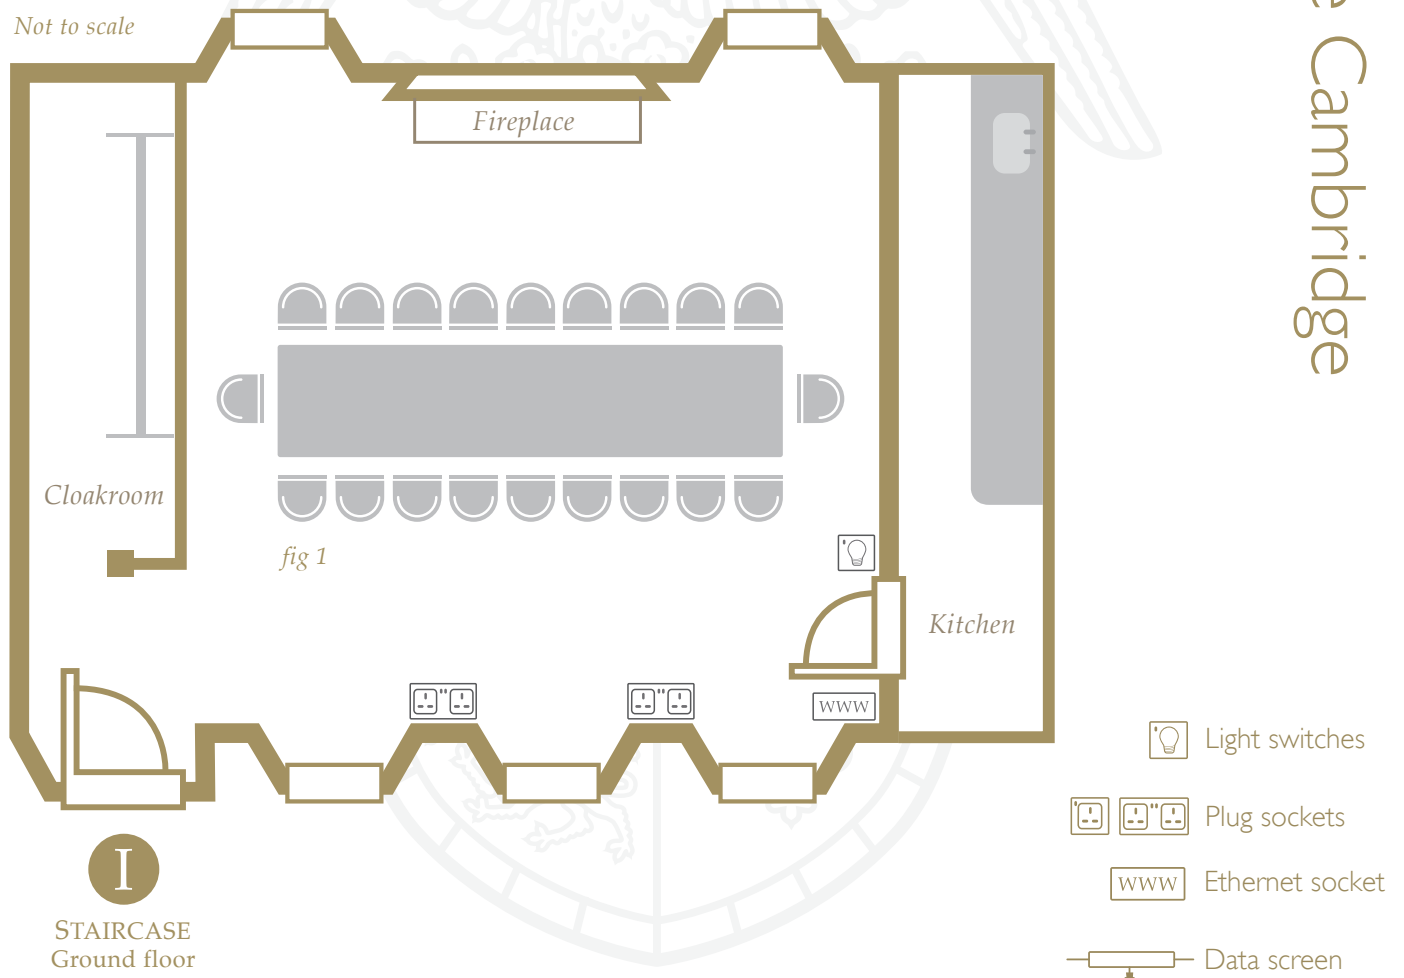 Not to scale
e Cambridge
Fireplace
Cloakroom
fig 1
Kitchen
WWW
Light switches
Plug sockets
WWW
Ethernet socket
Data screen
I
STAIRCASE
Ground floor